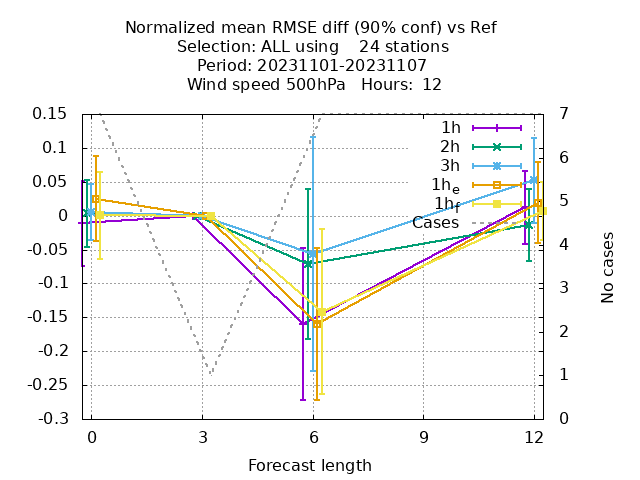 Normalized mean RMSE diff (90% conf) vs Ref
Selection: ALL using    24 stations
Period: 20231101-20231107
Wind speed 500hPa   Hours:  12
0.15
0.1
0.05
0
-0.05
-0.1
-0.15
-0.2
-0.25
-0.3
7
6
5
4
3
2
1
0
No cases
1h
2h
3h
1he
1hf
Cases
0 3 6 9 12
Forecast length